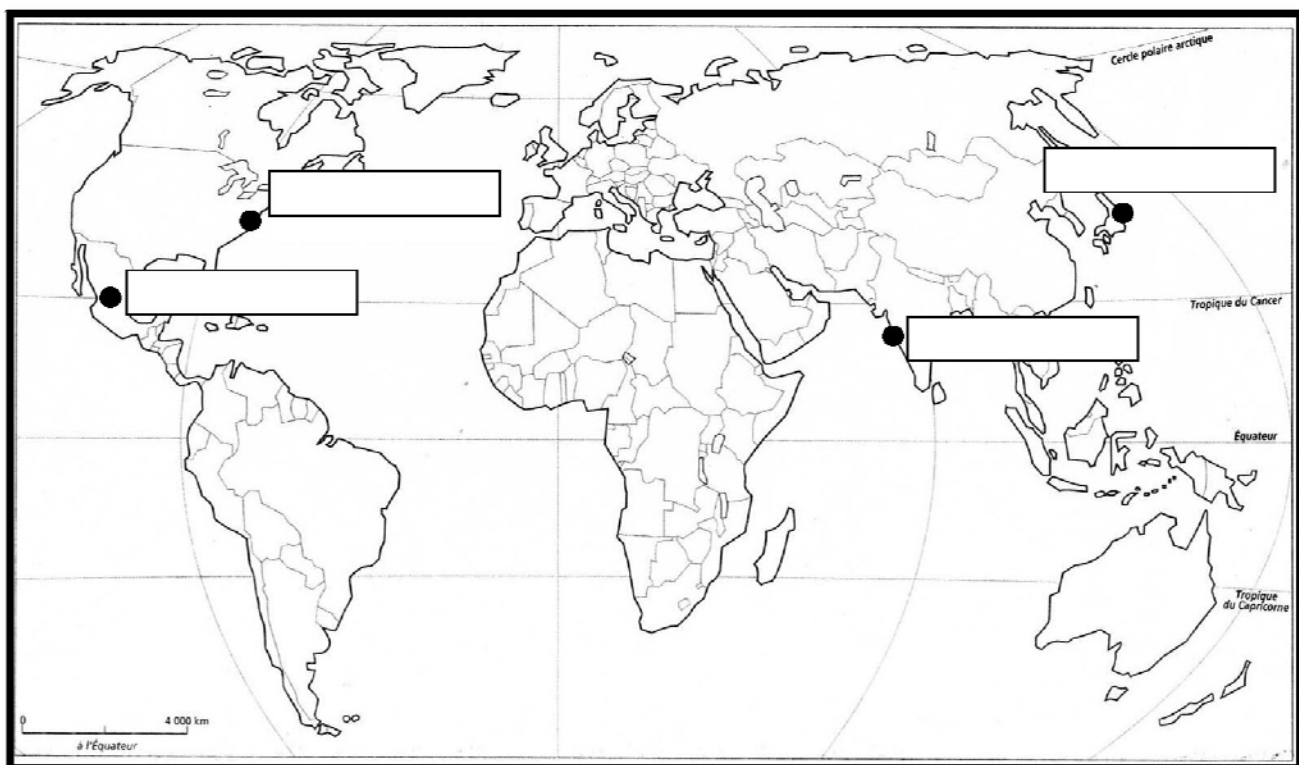 Cercle polaire arctique
Tropique du Cancer
Équateur
Tropique
du Capricorne
0 4 000 km
à l'Équateur